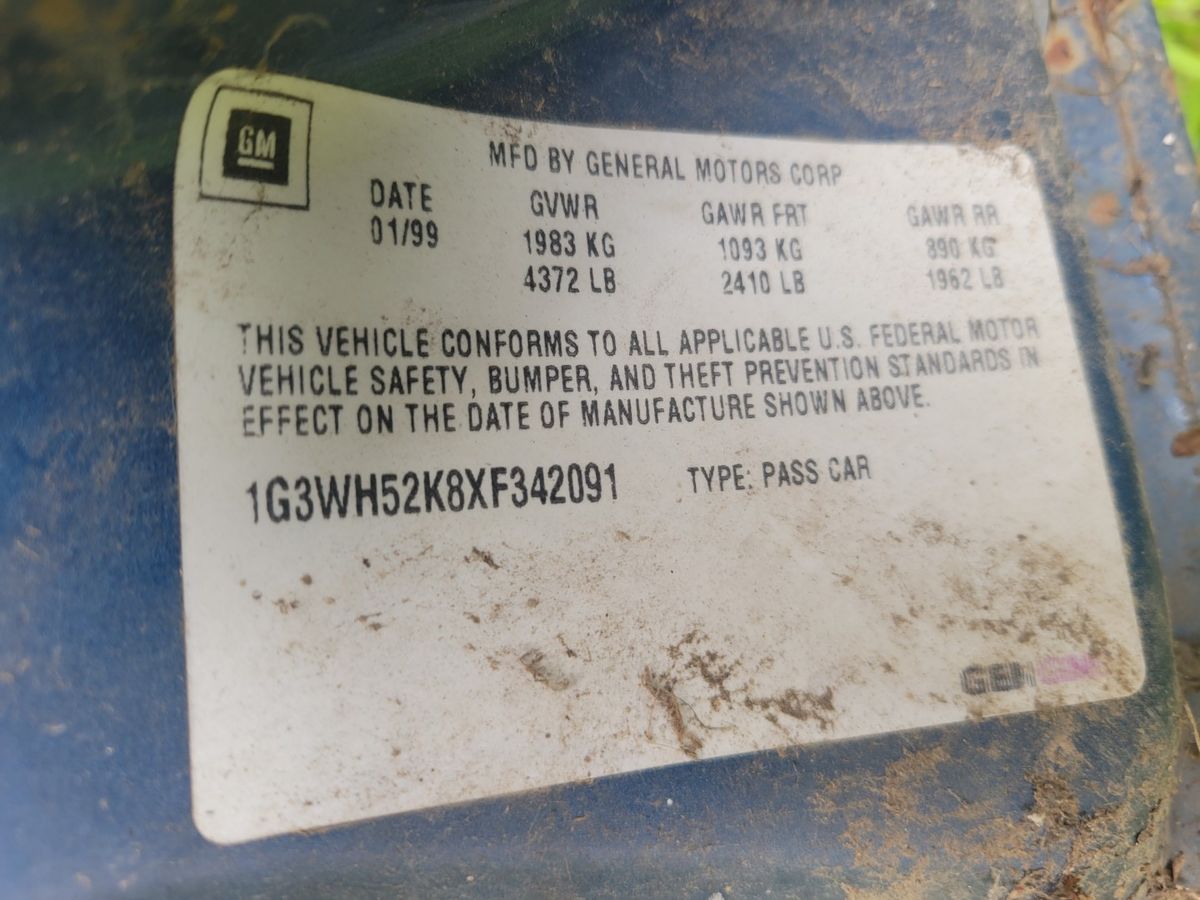 GM
MFD BY GENERAL MOTORS CORP
DATE GVWR GAWR FRT GAWR RR
01/99 1983 KG 1093 KG 890 KG
4372 LB 2410 LB 1962 LB
THIS VEHICLE CONFORMS TO ALL APPLICABLE U.S. FEDERAL MOTOR
VEHICLE SAFETY, BUMPER, AND THEFT PREVENTION STANDARDS IN
EFFECT ON THE DATE OF MANUFACTURE SHOWN ABOVE.
1G3WH52K8XF342091 TYPE: PASS CAR